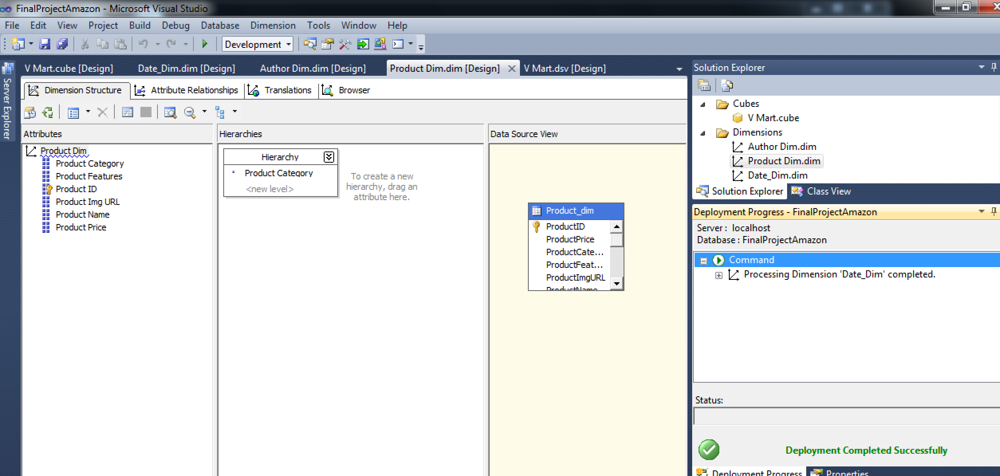 FinalProjectAmazon - Microsoft Visual Studio
File Edit View Project Build Debug Database Dimension Tools Window Help
Development
Server Explorer
V Mart.cube [Design] Date_Dim.dim [Design] Author Dim.dim [Design] Product Dim.dim [Design] V Mart.dsv [Design]
Dimension Structure Attribute Relationships Translations Browser
Attributes
Product Dim
Product Category
Product Features
Product ID
Product Img URL
Product Name
Product Price
Hierarchies
Hierarchy
Product Category
<new level>
To create a new
hierarchy, drag an
attribute here.
Data Source View
Product_dim
ProductID
ProductPrice
ProductCate...
ProductFeat...
ProductImgURL
ProductName
Solution Explorer
Cubes
V Mart.cube
Dimensions
Author Dim.dim
Product Dim.dim
Date_Dim.dim
Solution Explorer Class View
Deployment Progress - FinalProjectAmazon
Server : localhost
Database : FinalProjectAmazon
Command
Processing Dimension 'Date_Dim' completed.
Status:
Deployment Completed Successfully
Deployment Progress Properties